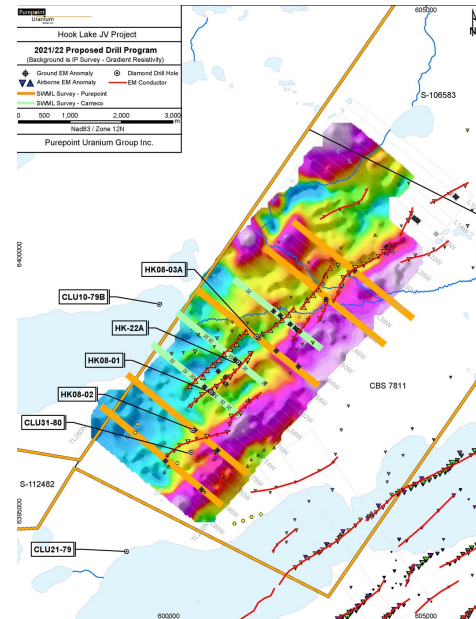 Purepoint
Uranium
Hook Lake JV Project
2021/22 Proposed Drill Program
(Background is IP Survey - Gradient Resistivity)
Ground EM Anomaly
Diamond Drill Hole
Airborne EM Anomaly
EM Conductor
SWML Survey - Purepoint
SWML Survey - Cameco
0 500 1,000 2,000 3,000
m
Nad83 / Zone 12N
Purepoint Uranium Group Inc.
605000
N
S-106583
6400000
HK08-03A
CLU10-79B
HK-22A
HK08-01
CBS 7811
HK08-02
CLU31-80
S-112482
6395000
CLU21-79
600000
605000